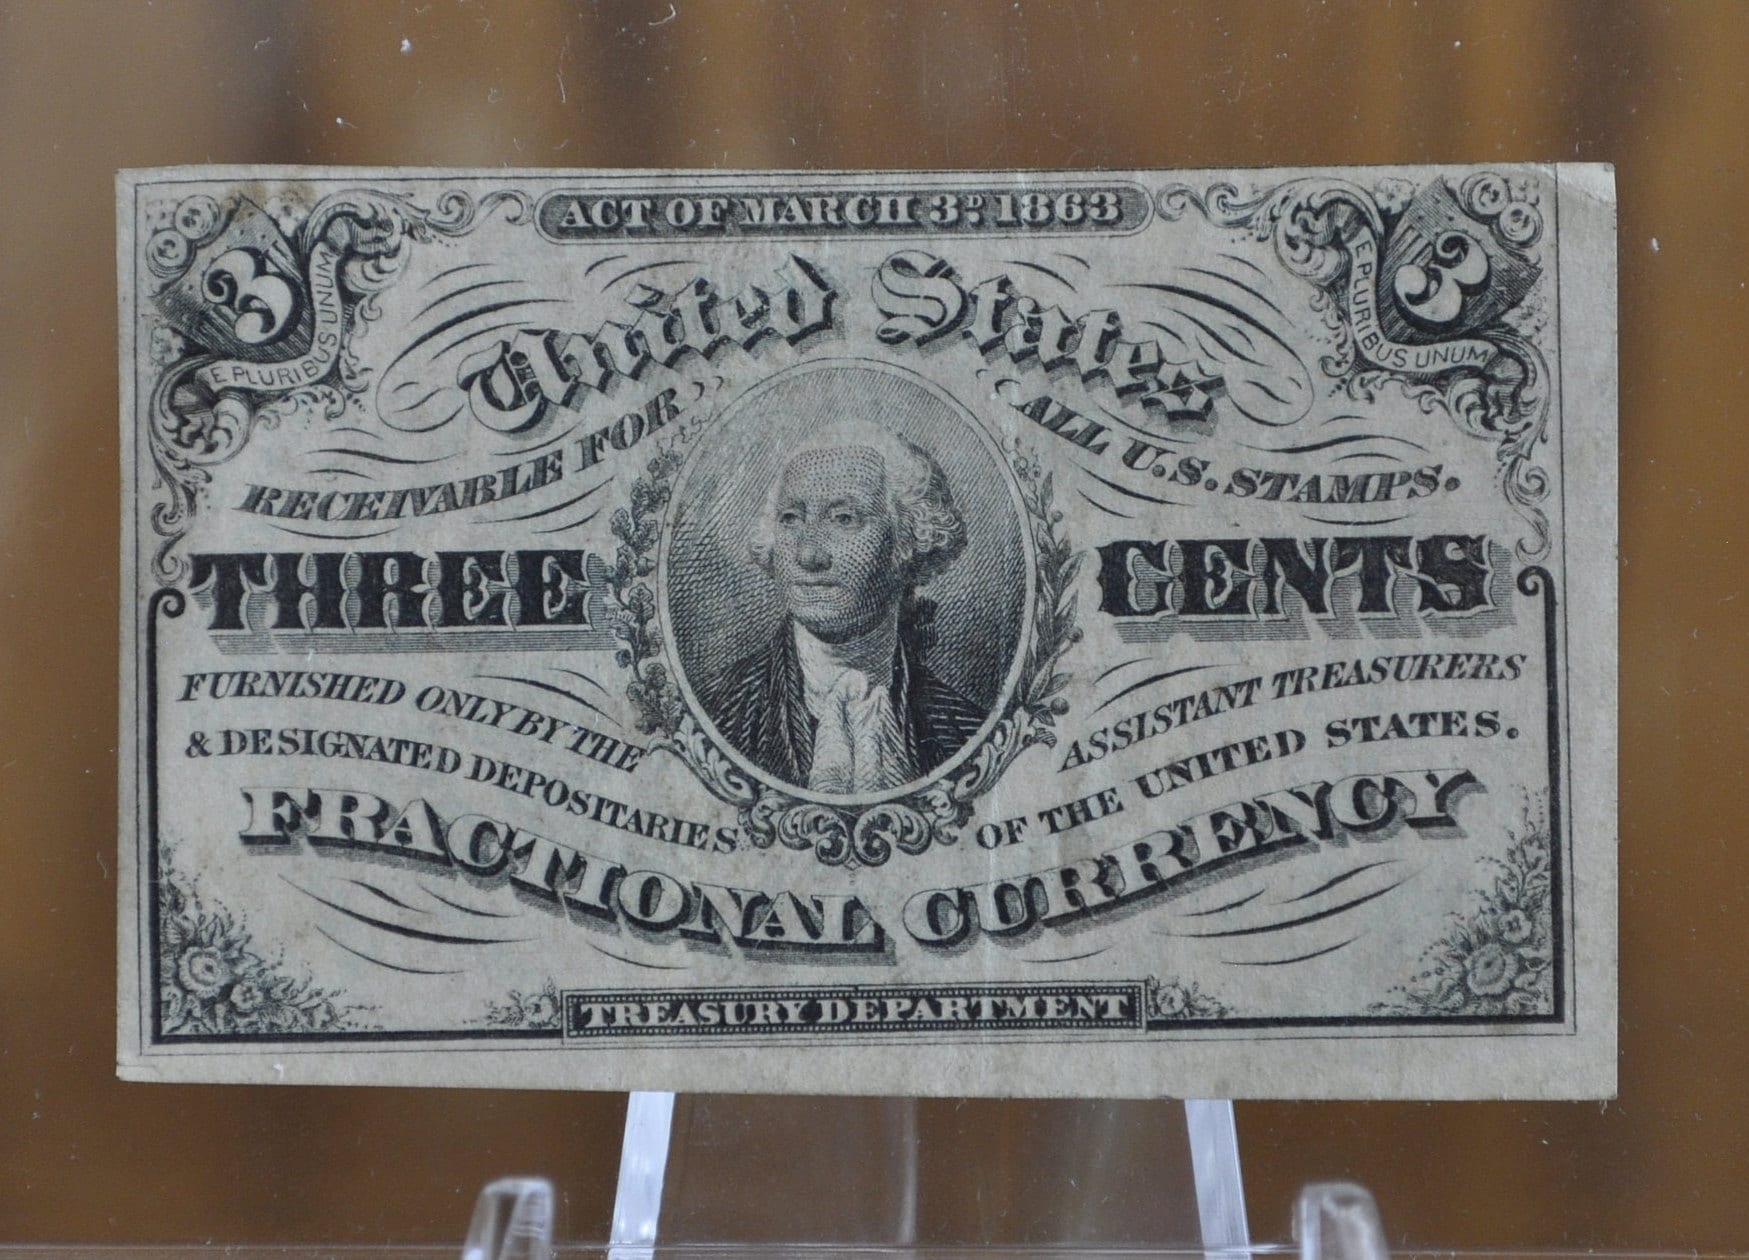 ACT OF MARCH 3D 1863
3 3
E PLURIBUS UNUM E PLURIBUS UNUM
United States
RECEIVABLE FOR ALL U.S. STAMPS.
THREE CENTS
FURNISHED ONLY BY THE ASSISTANT TREASURERS
& DESIGNATED DEPOSITARIES OF THE UNITED STATES.
FRACTIONAL CURRENCY
TREASURY DEPARTMENT